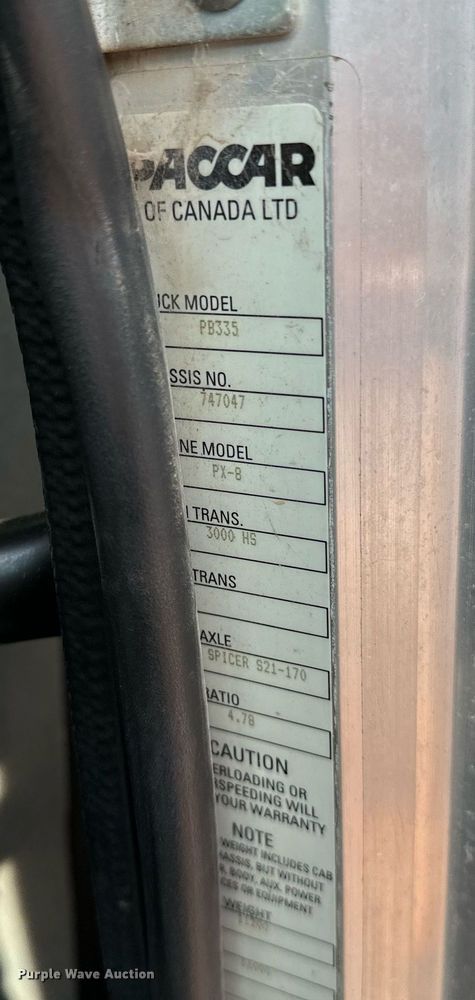 PACCAR
OF CANADA LTD
UCK MODEL
PB335
SSIS NO.
747047
NE MODEL
PX-8
TRANS.
3000 HS
TRANS
AXLE
SPICER S21-170
RATIO
4.78
CAUTION
ERLOADING OR
RSPEEDING WILL
YOUR WARRANTY
NOTE
WEIGHT INCLUDES CAB
ASSIS, BUT WITHOUT
R, BODY, AUX. POWER
CES OR EQUIPMENT
WEIGHT
Purple Wave Auction